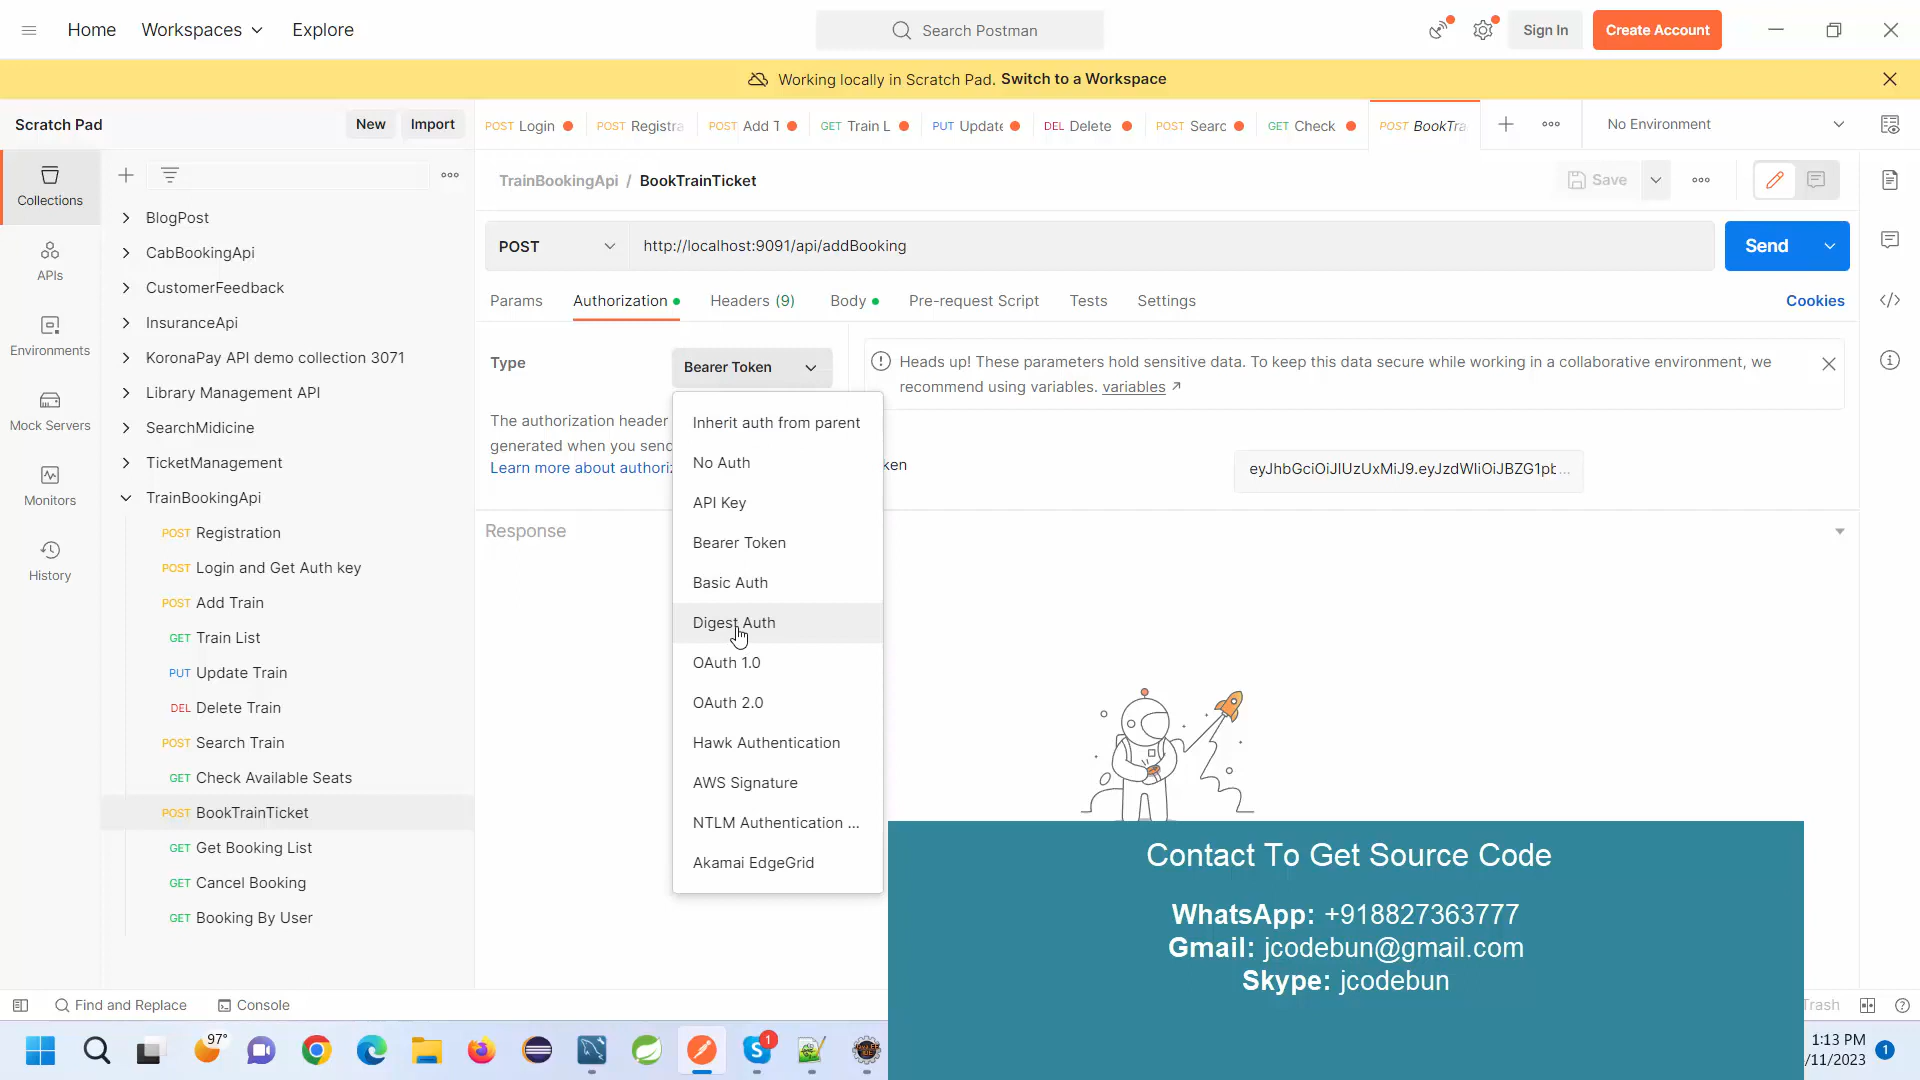 Home
Workspaces
Explore
Search Postman
Sign In
Create Account
Working locally in Scratch Pad. Switch to a Workspace
Scratch Pad
New
Import
POST Login
POST Registra
POST Add T
GET Train L
PUT Update
DEL Delete
POST Searc
GET Check
POST BookTra
No Environment
Collections
APIs
Environments
Mock Servers
Monitors
History
BlogPost
CabBookingApi
CustomerFeedback
InsuranceApi
KoronaPay API demo collection 3071
Library Management API
SearchMidicine
TicketManagement
TrainBookingApi
POST Registration
POST Login and Get Auth key
POST Add Train
GET Train List
PUT Update Train
DEL Delete Train
POST Search Train
GET Check Available Seats
POST BookTrainTicket
GET Get Booking List
GET Cancel Booking
GET Booking By User
TrainBookingApi / BookTrainTicket
Save
POST
http://localhost:9091/api/addBooking
Send
Params
Authorization
Headers (9)
Body
Pre-request Script
Tests
Settings
Cookies
Type
Bearer Token
Heads up! These parameters hold sensitive data. To keep this data secure while working in a collaborative environment, we
recommend using variables. variables
The authorization header
generated when you send
Learn more about authoriz
ken
eyJhbGciOiJIUzUxMiJ9.eyJzdWIiOiJBZG1pb...
Inherit auth from parent
No Auth
API Key
Bearer Token
Basic Auth
Digest Auth
OAuth 1.0
OAuth 2.0
Hawk Authentication
AWS Signature
NTLM Authentication ...
Akamai EdgeGrid
Response
Contact To Get Source Code
WhatsApp: +918827363777
Gmail: jcodebun@gmail.com
Skype: jcodebun
Find and Replace
Console
Trash
97°
1
1:13 PM
/11/2023
1